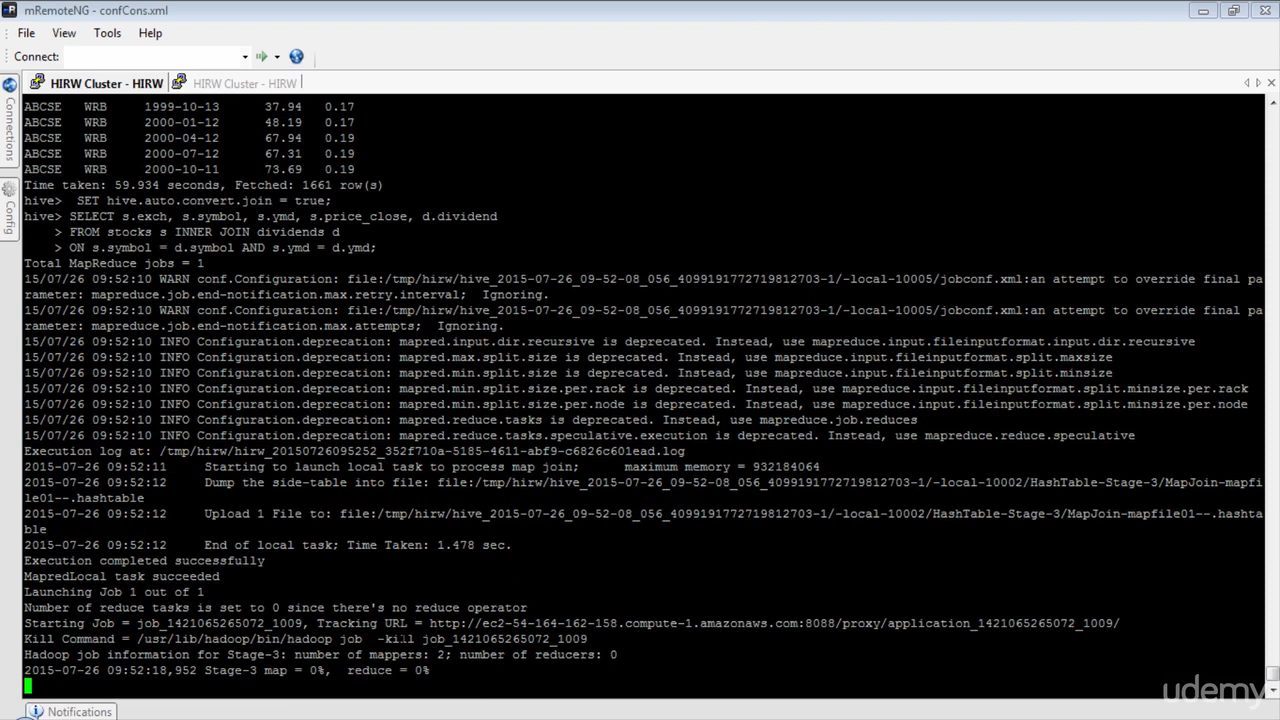 mRemoteNG - confCons.xml
File View Tools Help
Connect:
HIRW Cluster - HIRW HIRW Cluster - HIRW
Connections
Config
ABCSE WRB 1999-10-13 37.94 0.17
ABCSE WRB 2000-01-12 48.19 0.17
ABCSE WRB 2000-04-12 67.94 0.19
ABCSE WRB 2000-07-12 67.31 0.19
ABCSE WRB 2000-10-11 73.69 0.19
Time taken: 59.934 seconds, Fetched: 1661 row(s)
hive> SET hive.auto.convert.join = true;
hive> SELECT s.exch, s.symbol, s.ymd, s.price_close, d.dividend
> FROM stocks s INNER JOIN dividends d
> ON s.symbol = d.symbol AND s.ymd = d.ymd;
Total MapReduce jobs = 1
15/07/26 09:52:10 WARN conf.Configuration: file:/tmp/hirw/hive_2015-07-26_09-52-08_056_4099191772719812703-1/-local-10005/jobconf.xml:an attempt to override final pa
rameter: mapreduce.job.end-notification.max.retry.interval; Ignoring.
15/07/26 09:52:10 WARN conf.Configuration: file:/tmp/hirw/hive_2015-07-26_09-52-08_056_4099191772719812703-1/-local-10005/jobconf.xml:an attempt to override final pa
rameter: mapreduce.job.end-notification.max.attempts; Ignoring.
15/07/26 09:52:10 INFO Configuration.deprecation: mapred.input.dir.recursive is deprecated. Instead, use mapreduce.input.fileinputformat.input.dir.recursive
15/07/26 09:52:10 INFO Configuration.deprecation: mapred.max.split.size is deprecated. Instead, use mapreduce.input.fileinputformat.split.maxsize
15/07/26 09:52:10 INFO Configuration.deprecation: mapred.min.split.size is deprecated. Instead, use mapreduce.input.fileinputformat.split.minsize
15/07/26 09:52:10 INFO Configuration.deprecation: mapred.min.split.size.per.rack is deprecated. Instead, use mapreduce.input.fileinputformat.split.minsize.per.rack
15/07/26 09:52:10 INFO Configuration.deprecation: mapred.min.split.size.per.node is deprecated. Instead, use mapreduce.input.fileinputformat.split.minsize.per.node
15/07/26 09:52:10 INFO Configuration.deprecation: mapred.reduce.tasks is deprecated. Instead, use mapreduce.job.reduces
15/07/26 09:52:10 INFO Configuration.deprecation: mapred.reduce.tasks.speculative.execution is deprecated. Instead, use mapreduce.reduce.speculative
Execution log at: /tmp/hirw/hirw_20150726095252_352f710a-5185-4611-abf9-c6826c601ead.log
2015-07-26 09:52:11 Starting to launch local task to process map join; maximum memory = 932184064
2015-07-26 09:52:12 Dump the side-table into file: file:/tmp/hirw/hive_2015-07-26_09-52-08_056_4099191772719812703-1/-local-10002/HashTable-Stage-3/MapJoin-mapfi
le01--.hashtable
2015-07-26 09:52:12 Upload 1 File to: file:/tmp/hirw/hive_2015-07-26_09-52-08_056_4099191772719812703-1/-local-10002/HashTable-Stage-3/MapJoin-mapfile01--.hashta
ble
2015-07-26 09:52:12 End of local task; Time Taken: 1.478 sec.
Execution completed successfully
MapredLocal task succeeded
Launching Job 1 out of 1
Number of reduce tasks is set to 0 since there's no reduce operator
Starting Job = job_1421065265072_1009, Tracking URL = http://ec2-54-164-162-158.compute-1.amazonaws.com:8088/proxy/application_1421065265072_1009/
Kill Command = /usr/lib/hadoop/bin/hadoop job -kill job_1421065265072_1009
Hadoop job information for Stage-3: number of mappers: 2; number of reducers: 0
2015-07-26 09:52:18,952 Stage-3 map = 0%, reduce = 0%
udemy
Notifications